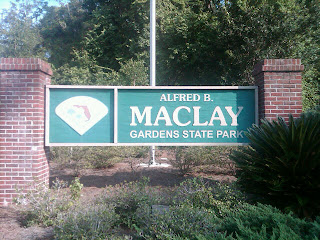 ALFRED B.
MACLAY
GARDENS STATE PARK